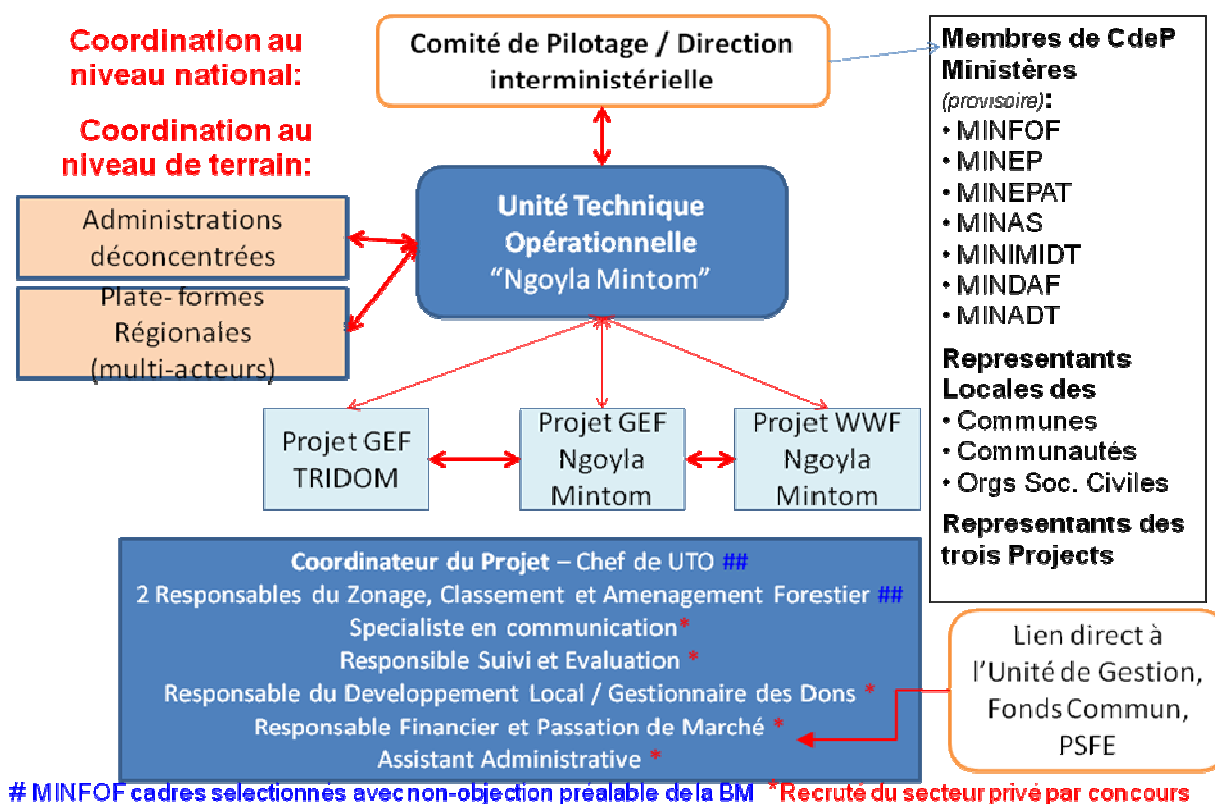 Coordination au
niveau national:
Comité de Pilotage / Direction
interministérielle
Coordination au
niveau de terrain:
Unité Technique
Opérationnelle
“Ngoyla Mintom”
Administrations
déconcentrées
Plate- formes
Régionales
(multi-acteurs)
Projet GEF
TRIDOM
Projet GEF
Ngoyla
Mintom
Projet WWF
Ngoyla
Mintom
Membres de CdeP
Ministères
(provisoire):
• MINFOF
• MINEP
• MINEPAT
• MINAS
• MINIMIDT
• MINDAF
• MINADT
Representants
Locales des
• Communes
• Communautés
• Orgs Soc. Civiles
Representants des
trois Projects
Coordinateur du Projet – Chef de UTO ##
2 Responsables du Zonage, Classement et Amenagement Forestier ##
Specialiste en communication*
Responsible Suivi et Evaluation *
Responsable du Developpement Local / Gestionnaire des Dons *
Responsable Financier et Passation de Marché *
Assistant Administrative *
Lien direct à
l’Unité de Gestion,
Fonds Commun,
PSFE
# MINFOF cadres selectionnés avec non-objection préalable de la BM *Recruté du secteur privé par concours